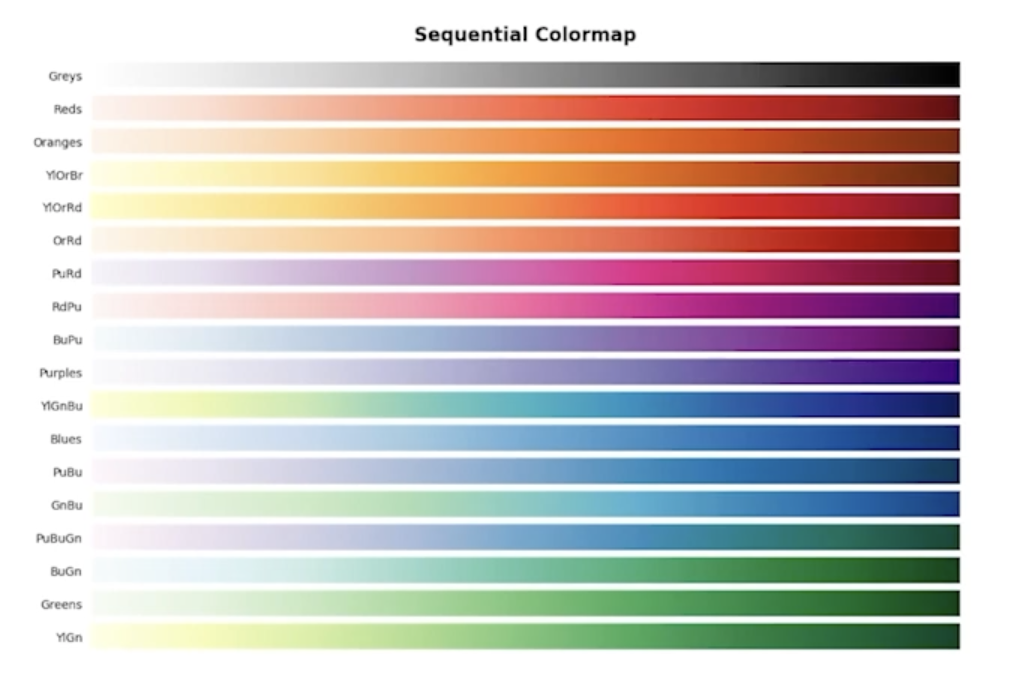 Sequential Colormap
Greys
Reds
Oranges
YlOrBr
YlOrRd
OrRd
PuRd
RdPu
BuPu
Purples
YlGnBu
Blues
PuBu
GnBu
PuBuGn
BuGn
Greens
YlGn